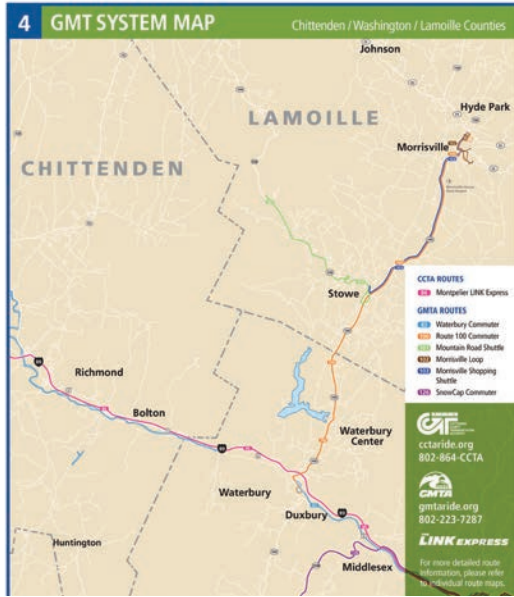 4 GMT SYSTEM MAP
Chittenden / Washington / Lamoille Counties
Johnson
Hyde Park
LAMOILLE
Morrisville
CHITTENDEN
Stowe
CCTA ROUTES
Montpelier LINK Express
GMTA ROUTES
Waterbury Commuter
Route 100 Commuter
Mountain Road Shuttle
Morrisville Loop
Morrisville Shopping
Shuttle
SnowCap Commuter
Richmond
Bolton
Waterbury
Center
Waterbury
Duxbury
Huntington
Middlesex
cctaride.org
802-864-CCTA
GMTA
gmtaride.org
802-223-7287
LINK EXPRESS
For more detailed route
information, please refer
to individual route maps.